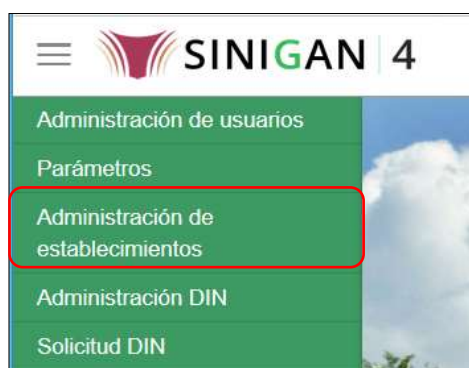 SINIGAN 4
Administración de usuarios
Parámetros
Administración de
establecimientos
Administración DIN
Solicitud DIN